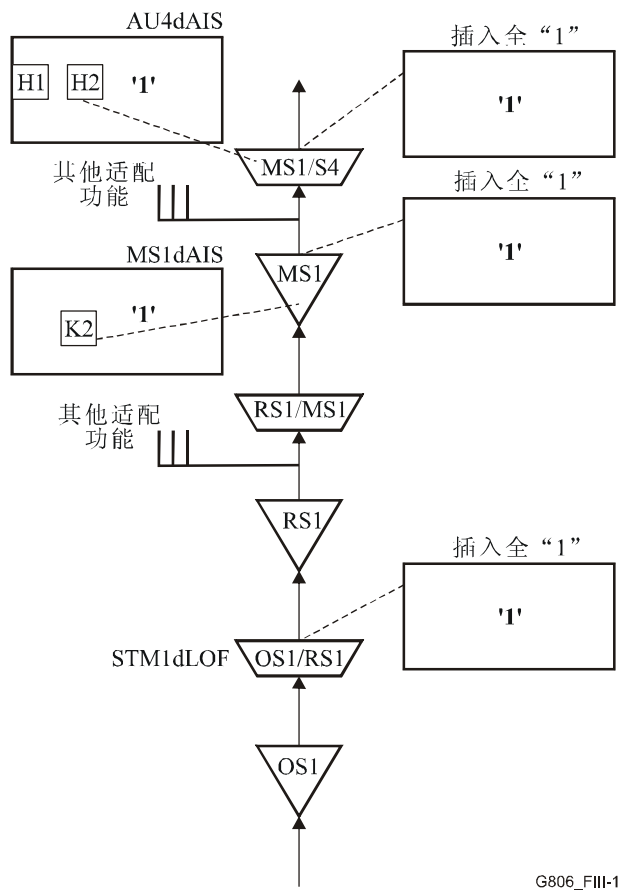 AU4dAIS
插入全“1”
H1 H2 '1'
'1'
MS1/S4
其他适配
功能
插入全“1”
'1'
MS1dAIS
MS1
K2 '1'
其他适配
功能
RS1/MS1
RS1
插入全“1”
'1'
STM1dLOF
OS1/RS1
OS1
G806_FIII-1